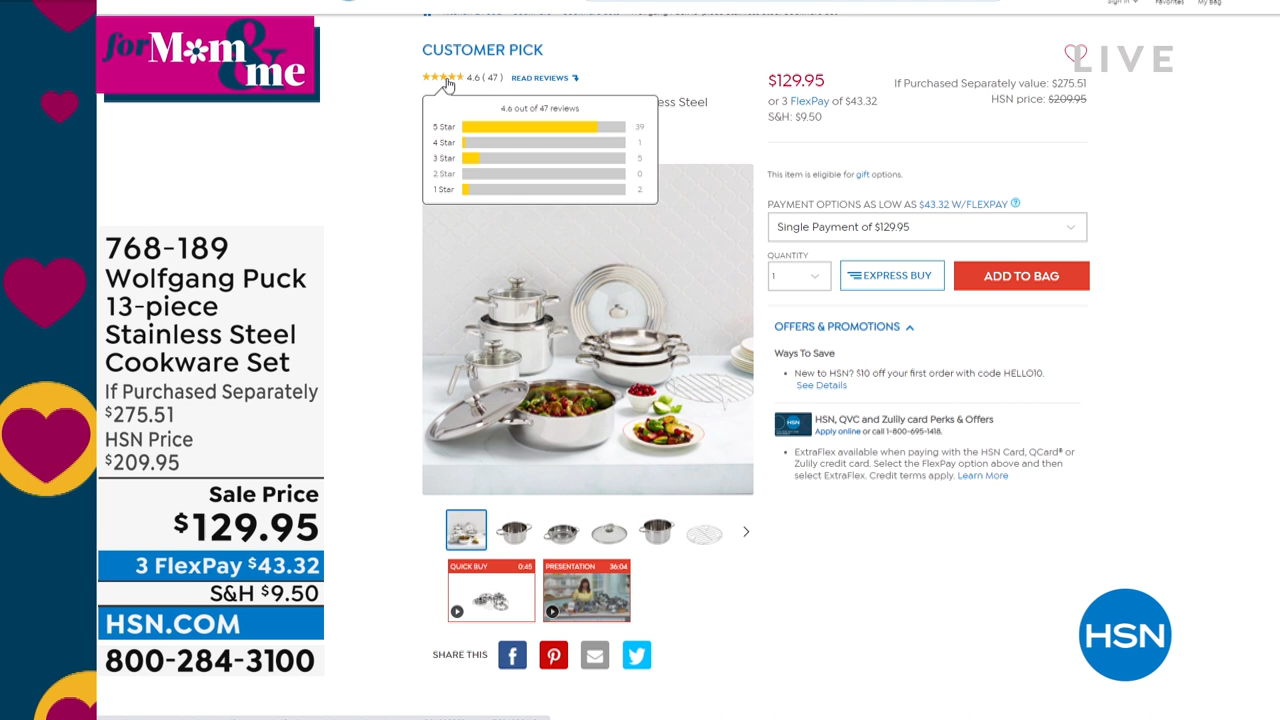 for Mom
& me
768-189
Wolfgang Puck
13-piece
Stainless Steel
Cookware Set
If Purchased Separately
$275.51
HSN Price
$209.95
Sale Price
$129.95
3 FlexPay $43.32
S&H $9.50
HSN.COM
800-284-3100
Favorites
My Bag
CUSTOMER PICK
4.6 ( 47 ) READ REVIEWS
4.6 out of 47 reviews
5 Star 39
4 Star 1
3 Star 5
2 Star 0
1 Star 2
Steel
QUICK BUY 0:45
PRESENTATION 36:04
SHARE THIS
LIVE
$129.95
or 3 FlexPay of $43.32
S&H: $9.50
If Purchased Separately value: $275.51
HSN price: $209.95
This item is eligible for gift options.
PAYMENT OPTIONS AS LOW AS $43.32 W/FLEXPAY ?
Single Payment of $129.95
QUANTITY
1
EXPRESS BUY
ADD TO BAG
OFFERS & PROMOTIONS
Ways To Save
• New to HSN? $10 off your first order with code HELLO10.
See Details
HSN
HSN, QVC and Zulily card Perks & Offers
Apply online or call 1-800-695-1418.
• ExtraFlex available when paying with the HSN Card, QCard® or
Zulily credit card. Select the FlexPay option above and then
select ExtraFlex. Credit terms apply. Learn More
HSN